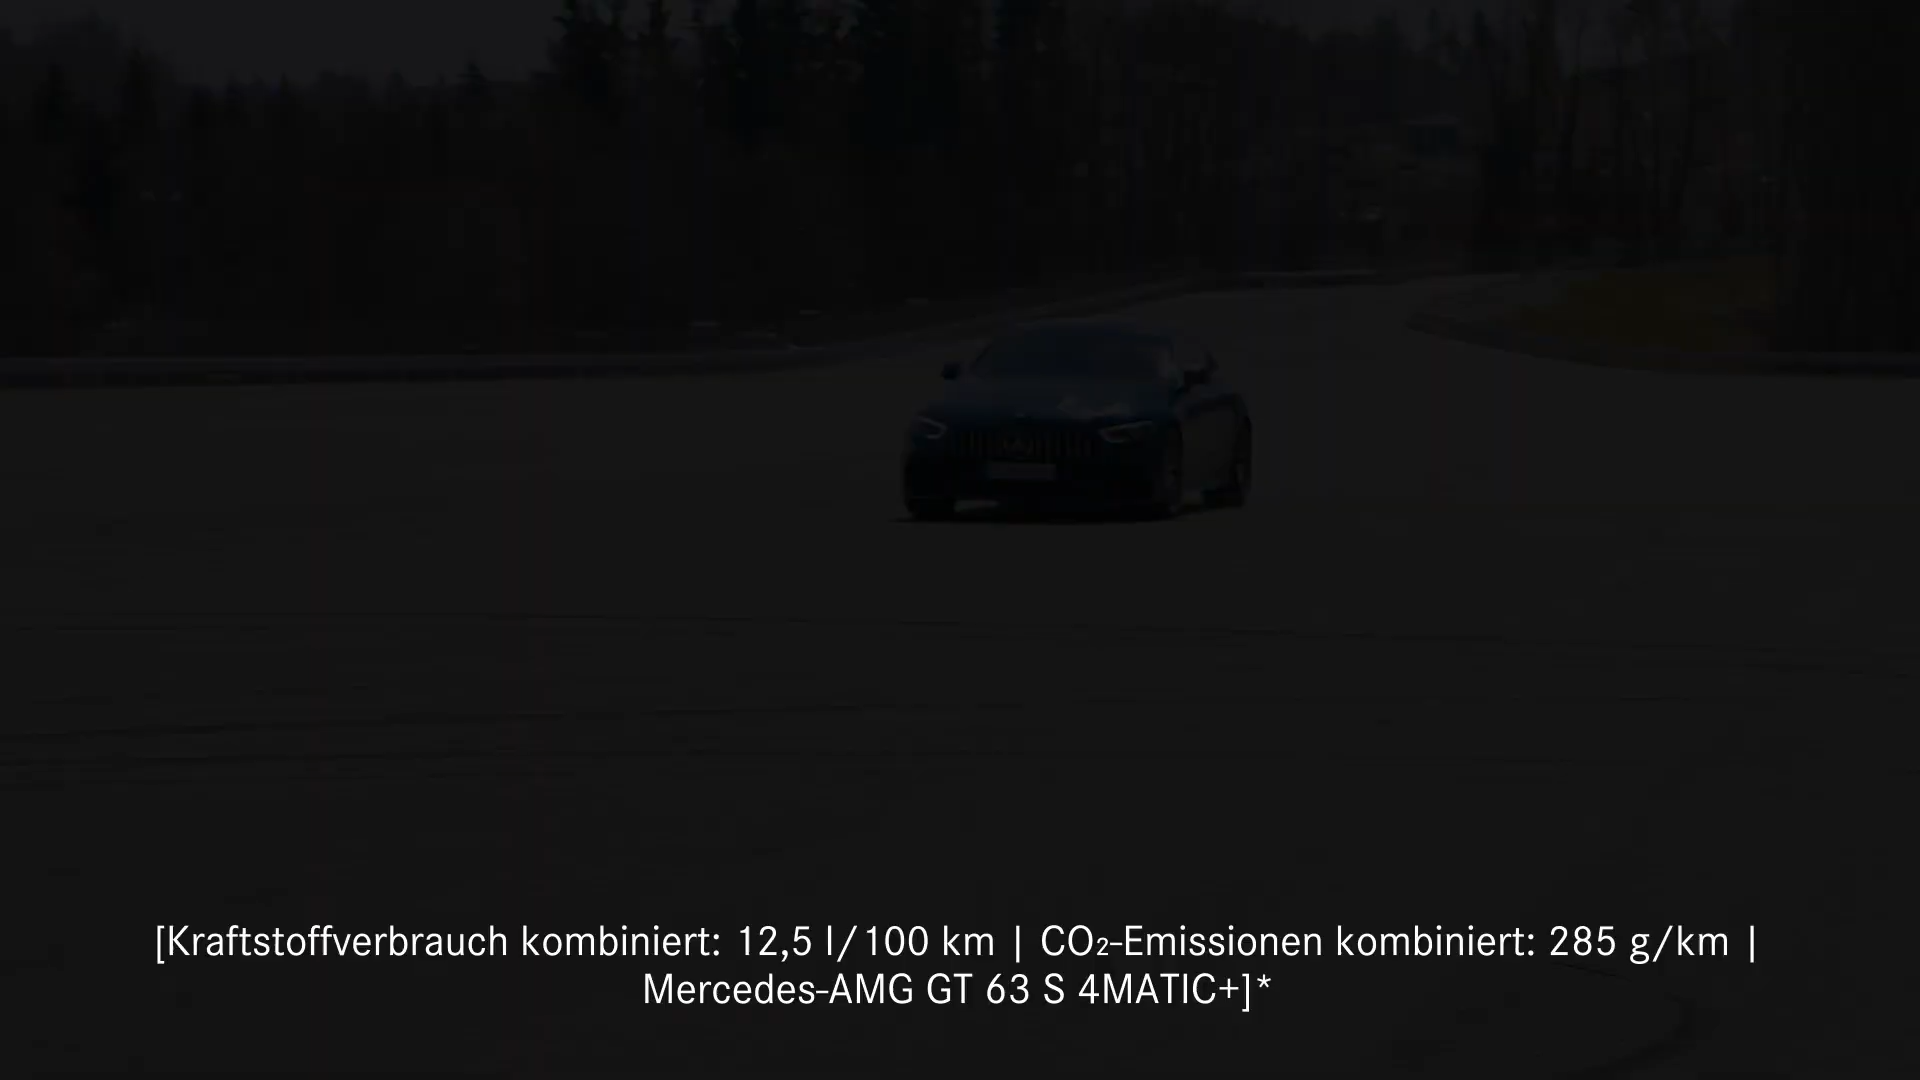 [Kraftstoffverbrauch kombiniert: 12,5 l/100 km | CO₂-Emissionen kombiniert: 285 g/km |
Mercedes-AMG GT 63 S 4MATIC+]*